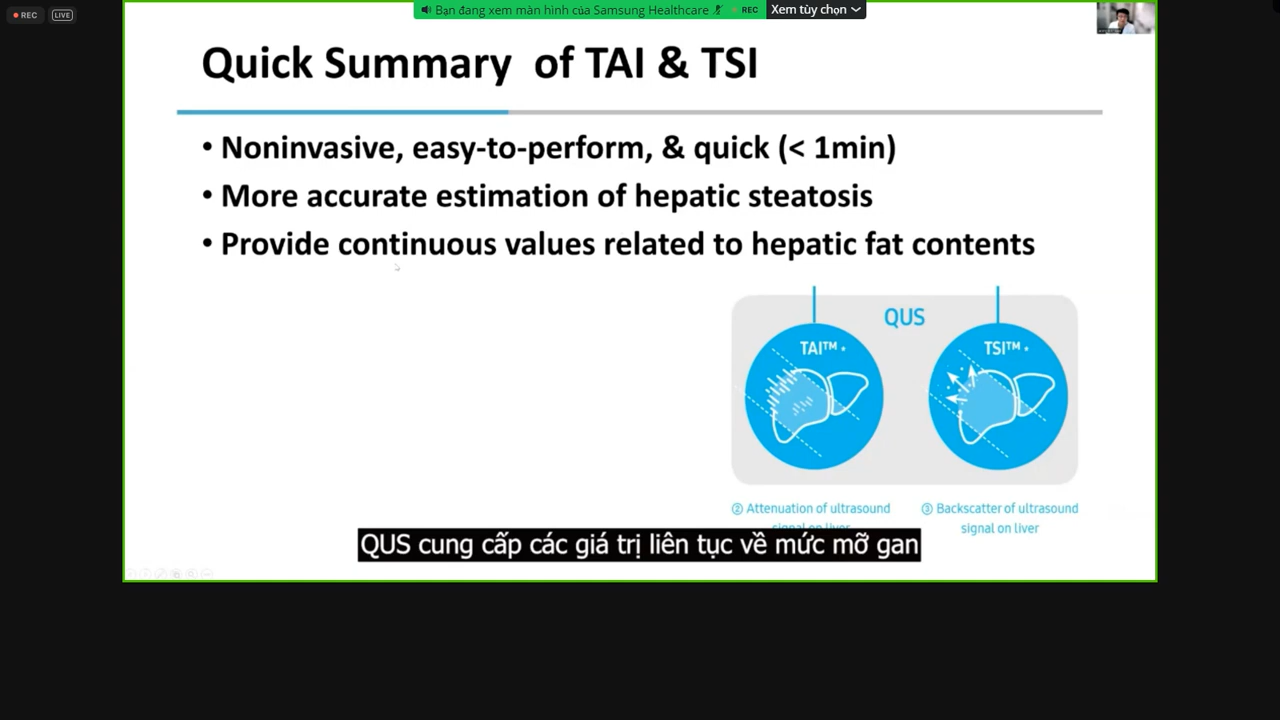 REC
LIVE
Bạn đang xem màn hình của Samsung Healthcare
REC
Xem tùy chọn
Quick Summary of TAI & TSI
• Noninvasive, easy-to-perform, & quick (< 1min)
• More accurate estimation of hepatic steatosis
• Provide continuous values related to hepatic fat contents
QUS
TAI™ •
TSI™ •
② Attenuation of ultrasound
signal on liver
③ Backscatter of ultrasound
signal on liver
QUS cung cấp các giá trị liên tục về mức mỡ gan